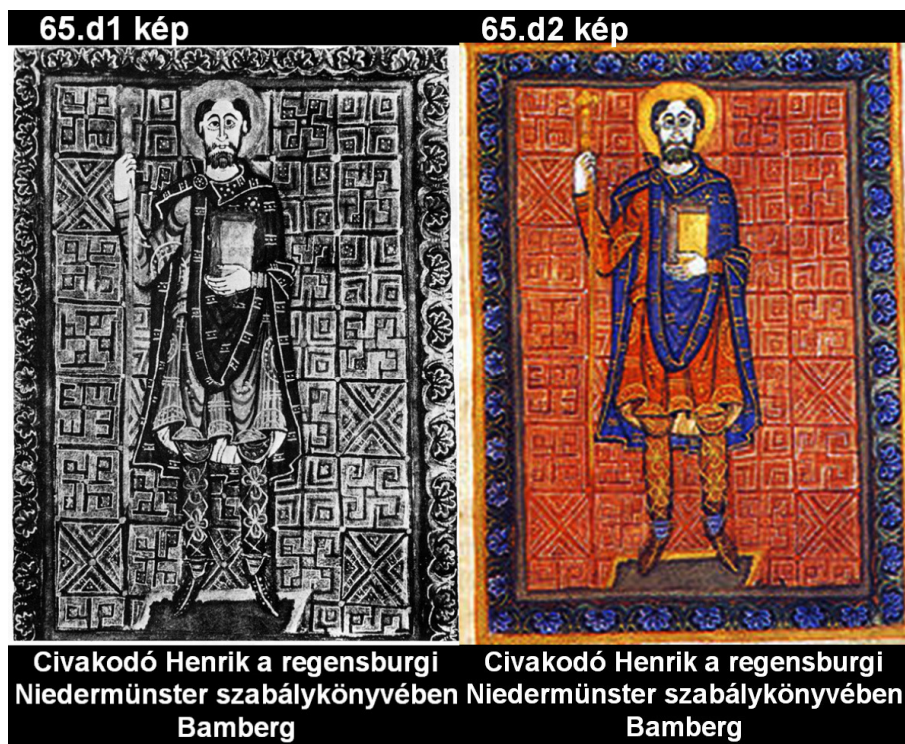 65.d1 kép
65.d2 kép
Civakodó Henrik a regensburgi
Niedermünster szabálykönyvében
Bamberg
Civakodó Henrik a regensburgi
Niedermünster szabálykönyvében
Bamberg